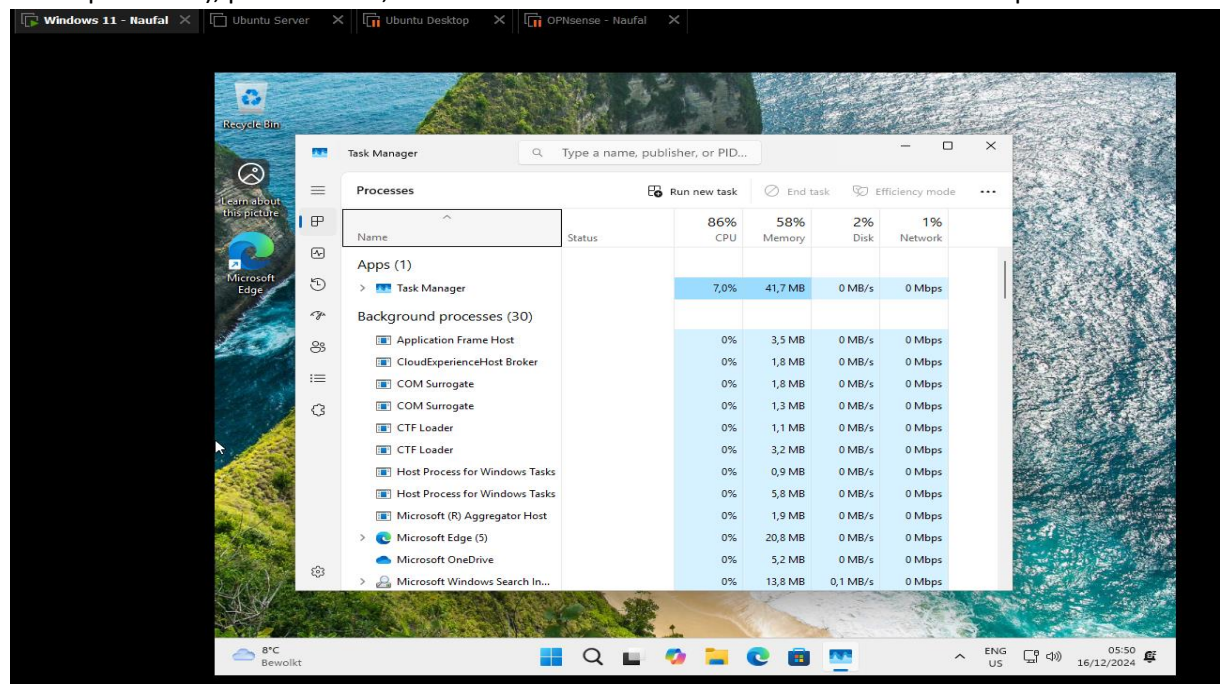 Windows 11 - Naufal
Ubuntu Server
Ubuntu Desktop
OPNsense - Naufal
Recycle Bin
Learn about this picture
Microsoft Edge
Task Manager
Type a name, publisher, or PID...
Processes
Run new task
End task
Efficiency mode
Name Status 86% CPU 58% Memory 2% Disk 1% Network
Apps (1)
Task Manager 7,0% 41,7 MB 0 MB/s 0 Mbps
Background processes (30)
Application Frame Host 0% 3,5 MB 0 MB/s 0 Mbps
CloudExperienceHost Broker 0% 1,8 MB 0 MB/s 0 Mbps
COM Surrogate 0% 1,8 MB 0 MB/s 0 Mbps
COM Surrogate 0% 1,3 MB 0 MB/s 0 Mbps
CTF Loader 0% 1,1 MB 0 MB/s 0 Mbps
CTF Loader 0% 3,2 MB 0 MB/s 0 Mbps
Host Process for Windows Tasks 0% 0,9 MB 0 MB/s 0 Mbps
Host Process for Windows Tasks 0% 5,8 MB 0 MB/s 0 Mbps
Microsoft (R) Aggregator Host 0% 1,9 MB 0 MB/s 0 Mbps
Microsoft Edge (5) 0% 20,8 MB 0 MB/s 0 Mbps
Microsoft OneDrive 0% 5,2 MB 0 MB/s 0 Mbps
Microsoft Windows Search In... 0% 13,8 MB 0,1 MB/s 0 Mbps
8°C
Bewolkt
ENG
US
05:50
16/12/2024